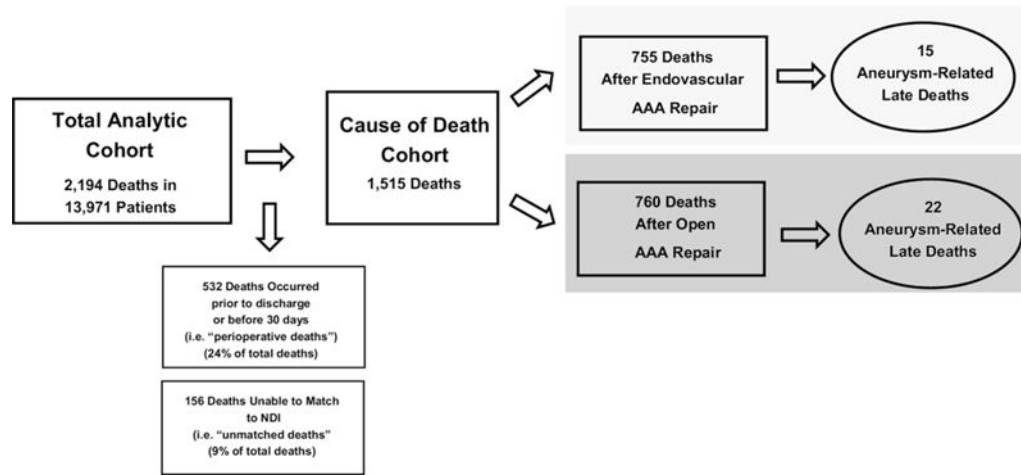 Total Analytic
Cohort
2,194 Deaths in
13,971 Patients
532 Deaths Occurred
prior to discharge
or before 30 days
(i.e. “perioperative deaths”)
(24% of total deaths)
156 Deaths Unable to Match
to NDI
(i.e. “unmatched deaths”
(9% of total deaths)
Cause of Death
Cohort
1,515 Deaths
755 Deaths
After Endovascular
AAA Repair
15
Aneurysm-Related
Late Deaths
760 Deaths
After Open
AAA Repair
22
Aneurysm-Related
Late Deaths